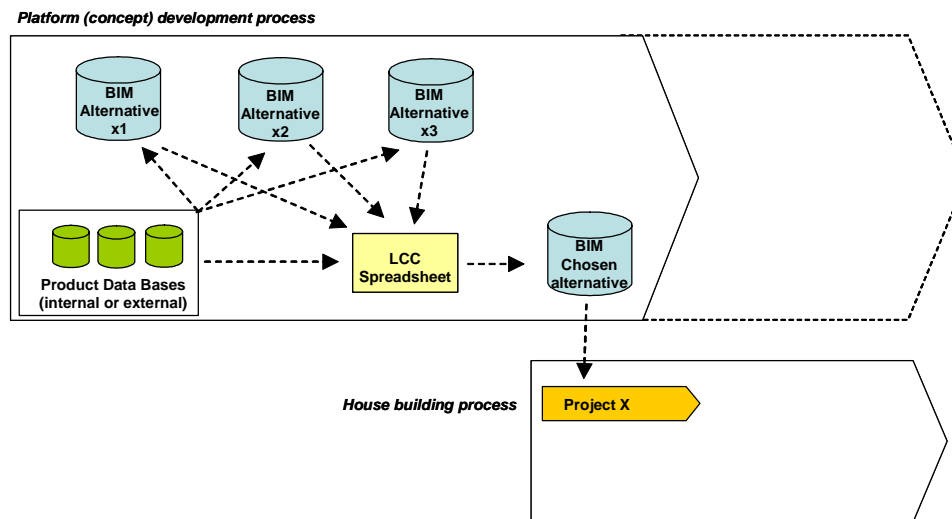 Platform (concept) development process
BIM
Alternative
x1
BIM
Alternative
x2
BIM
Alternative
x3
Product Data Bases
(internal or external)
LCC
Spreadsheet
BIM
Chosen
alternative
House building process
Project X